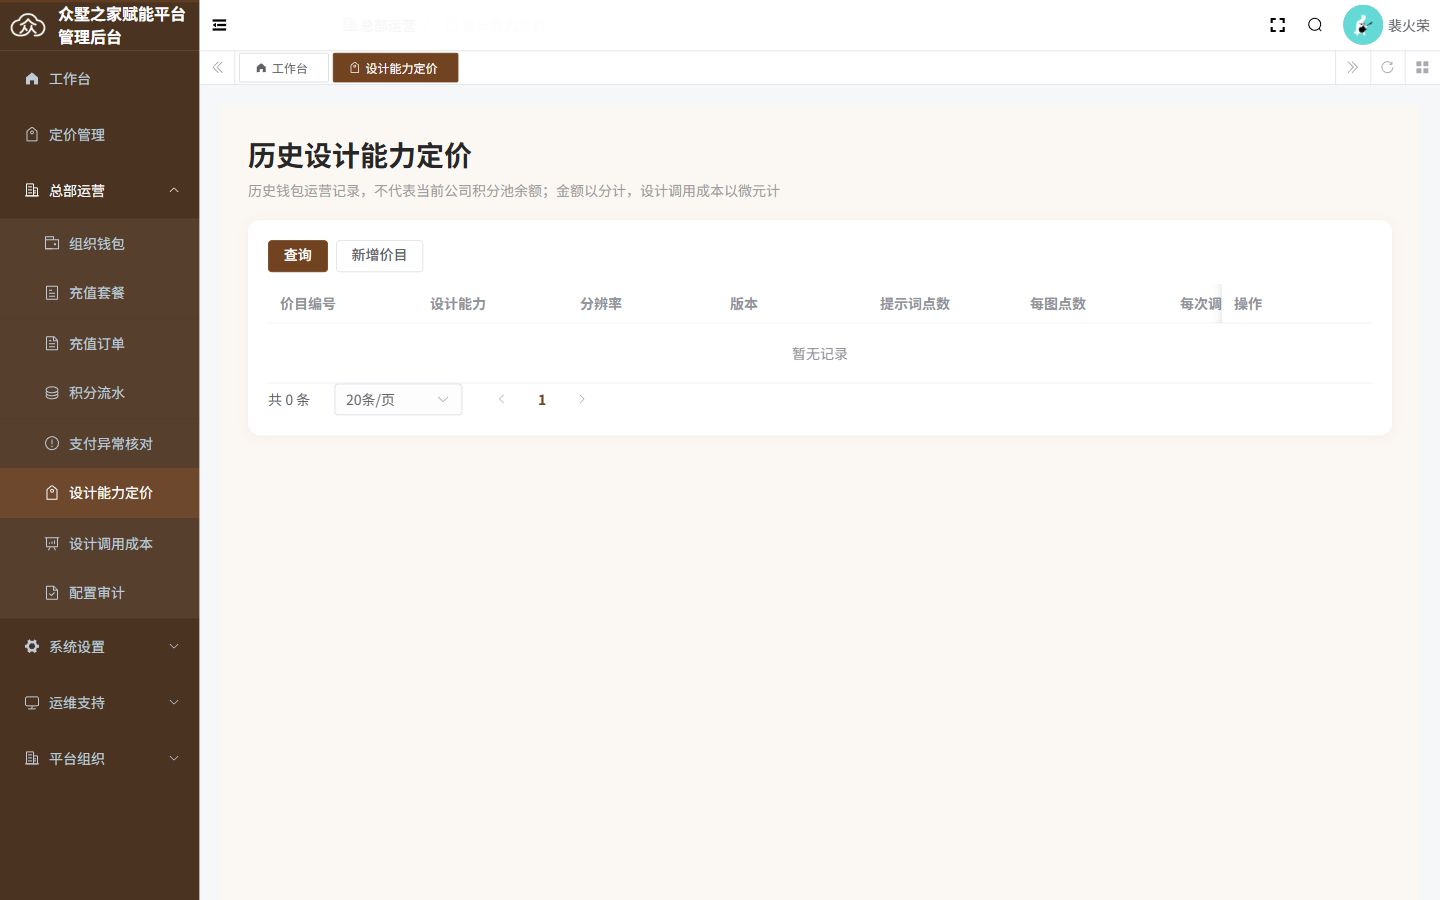 众墅之家赋能平台
管理后台
裴火荣
工作台
设计能力定价
工作台
定价管理
总部运营
组织钱包
充值套餐
充值订单
积分流水
支付异常核对
设计能力定价
设计调用成本
配置审计
系统设置
运维支持
平台组织
历史设计能力定价
历史钱包运营记录，不代表当前公司积分池余额；金额以分计，设计调用成本以微元计
查询 新增价目
价目编号 设计能力 分辨率 版本 提示词点数 每图点数 每次调 操作
暂无记录
共 0 条 20条/页 1